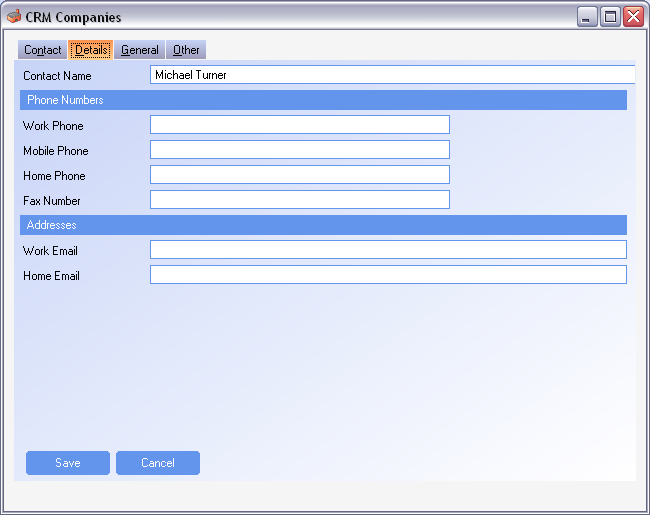 CRM Companies
Contact Details General Other
Contact Name Michael Turner
Phone Numbers
Work Phone
Mobile Phone
Home Phone
Fax Number
Addresses
Work Email
Home Email
Save Cancel